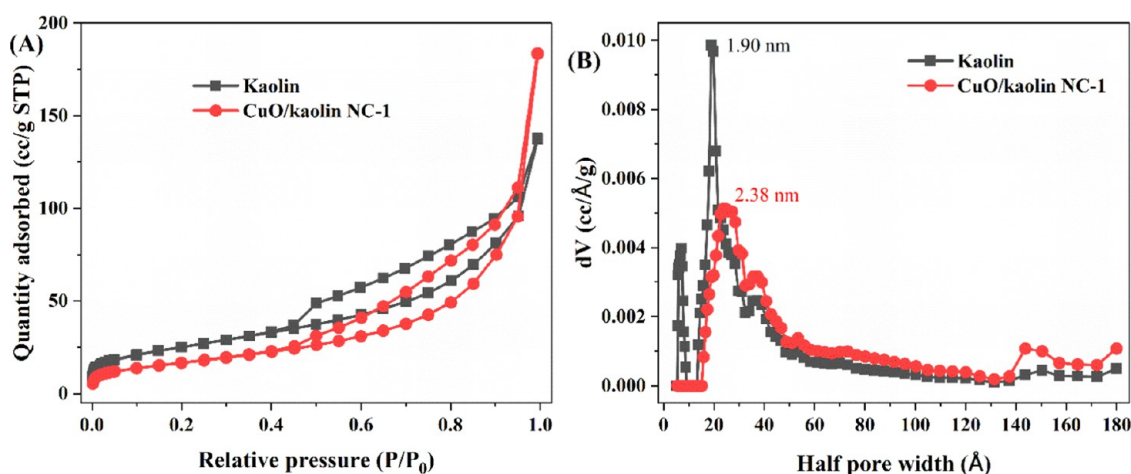 (A)
Kaolin
CuO/kaolin NC-1
Quantity adsorbed (cc/g STP)
200
150
100
50
0
0.0 0.2 0.4 0.6 0.8 1.0
Relative pressure (P/P₀)
(B)
1.90 nm
Kaolin
CuO/kaolin NC-1
2.38 nm
dV (cc/Å/g)
0.010
0.008
0.006
0.004
0.002
0.000
0 20 40 60 80 100 120 140 160 180
Half pore width (Å)